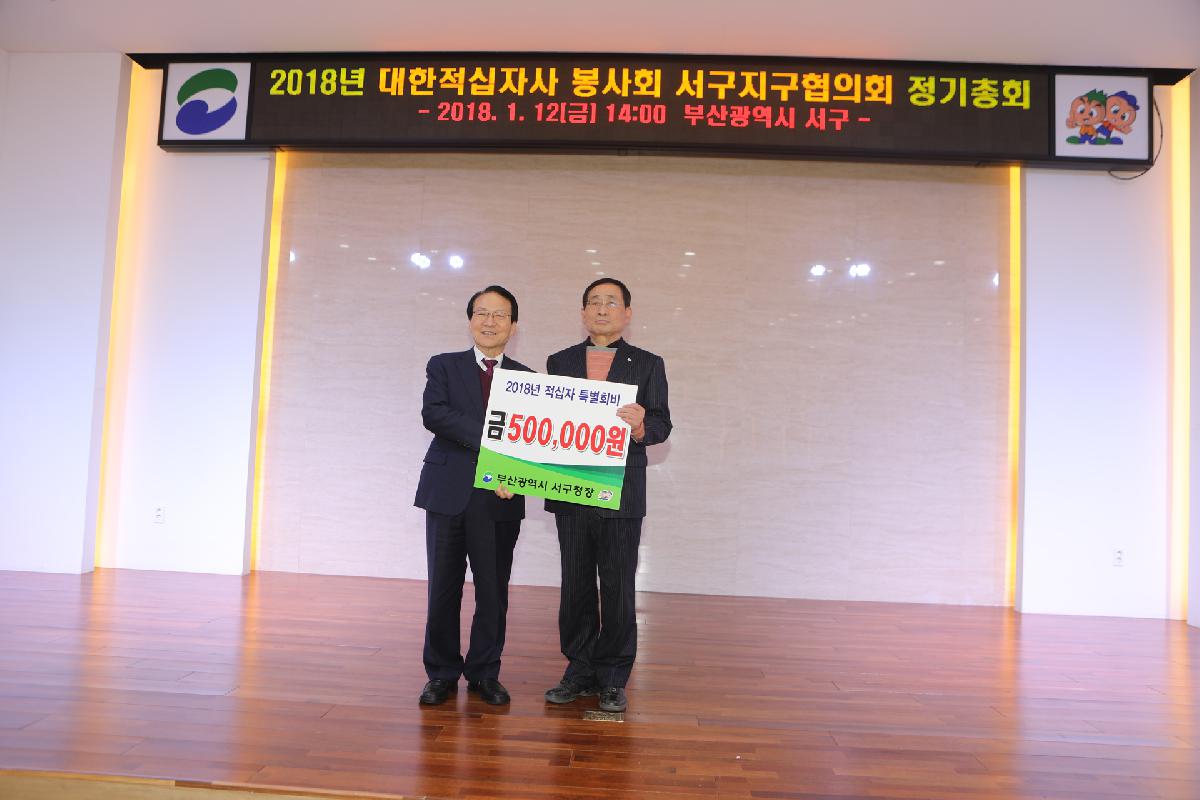 2018년 대한적십자사 봉사회 서구지구협의회 정기총회
- 2018. 1. 12[금] 14:00 부산광역시 서구 -
2018년 적십자 특별회비
금500,000원
부산광역시 서구청장